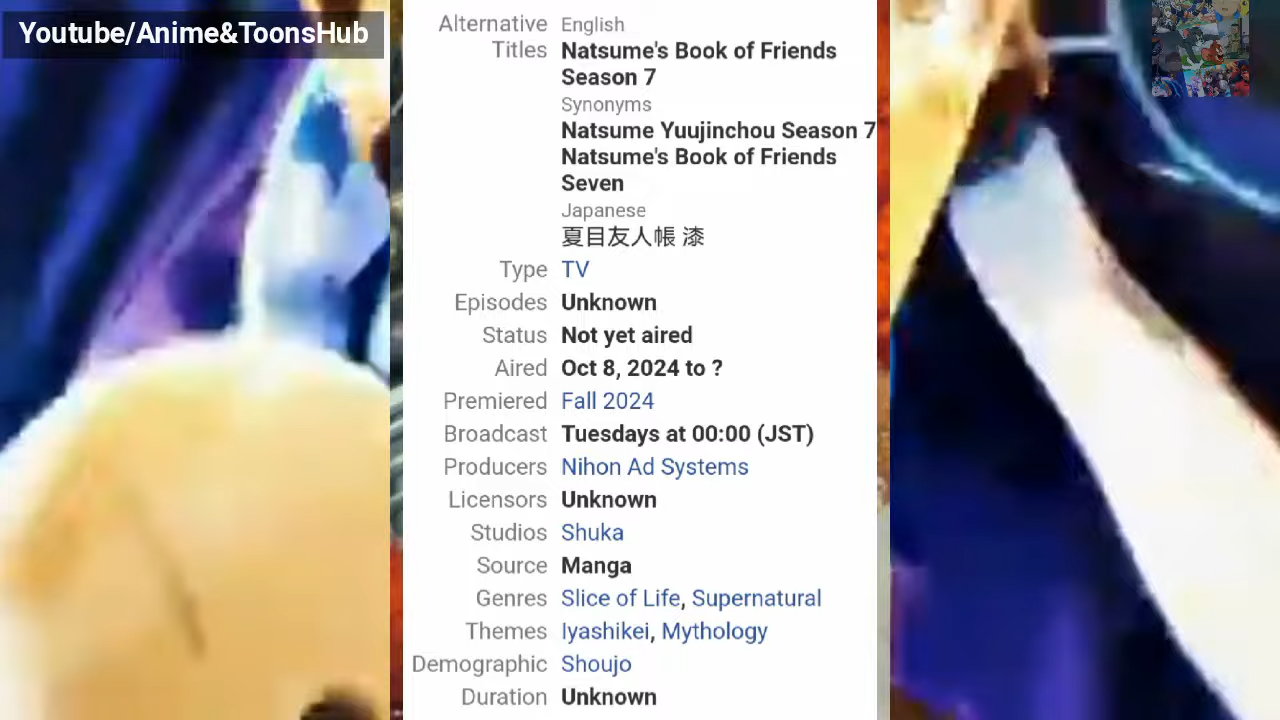 Youtube/Anime&ToonsHub
Alternative English
Titles Natsume's Book of Friends
Season 7
Synonyms
Natsume Yuujinchou Season 7
Natsume's Book of Friends
Seven
Japanese
夏目友人帳 漆
Type TV
Episodes Unknown
Status Not yet aired
Aired Oct 8, 2024 to ?
Premiered Fall 2024
Broadcast Tuesdays at 00:00 (JST)
Producers Nihon Ad Systems
Licensors Unknown
Studios Shuka
Source Manga
Genres Slice of Life, Supernatural
Themes Iyashikei, Mythology
Demographic Shoujo
Duration Unknown